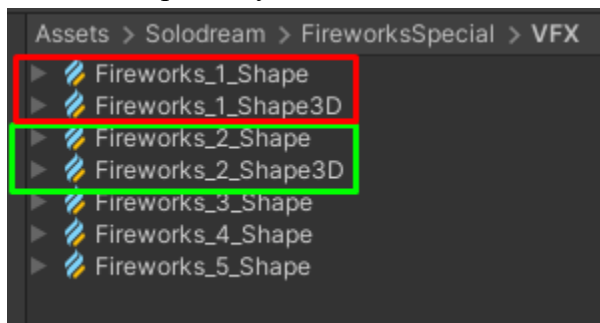 Assets > Solodream > FireworksSpecial > VFX
Fireworks_1_Shape
Fireworks_1_Shape3D
Fireworks_2_Shape
Fireworks_2_Shape3D
Fireworks_3_Shape
Fireworks_4_Shape
Fireworks_5_Shape